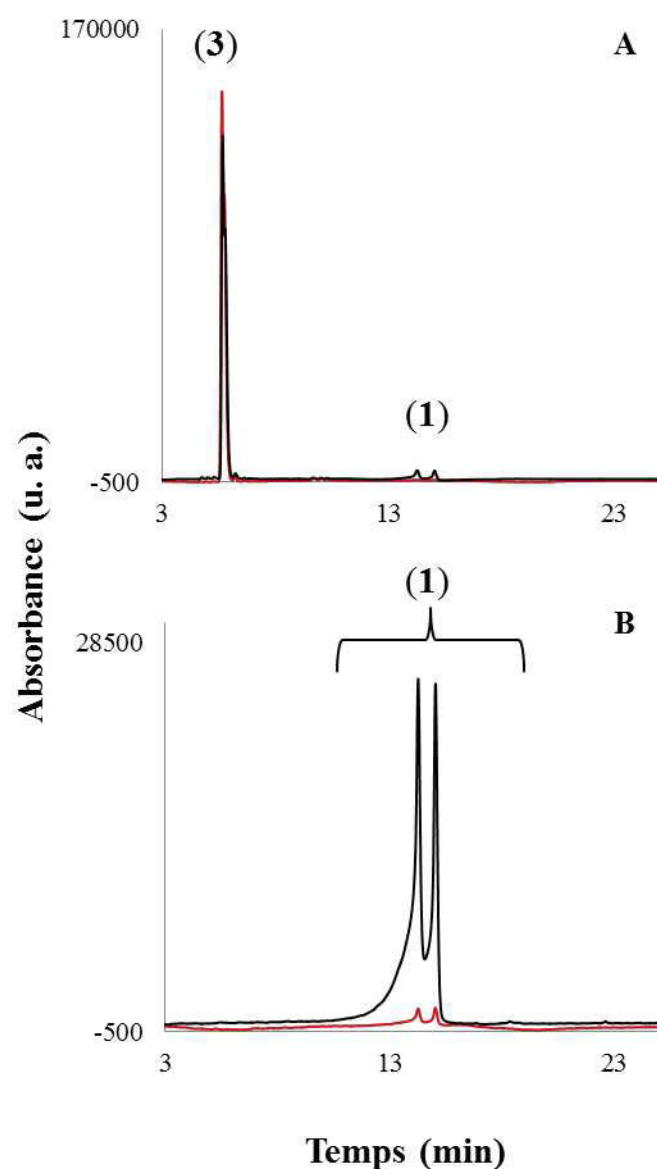 170000
(3)
A
(1)
-500
3 13 23
(1)
B
28500
-500
3 13 23
Absorbance (u. a.)
Temps (min)